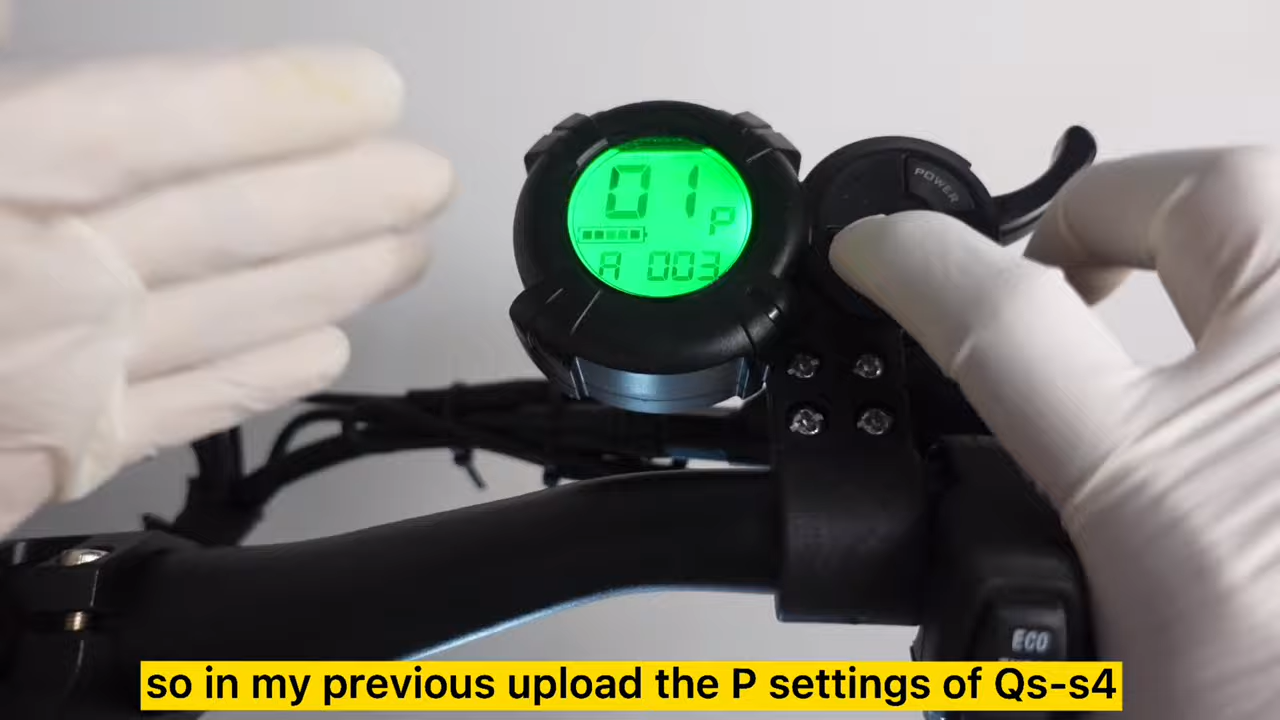 01 P
A 003
POWER
ECO
so in my previous upload the P settings of Qs-s4